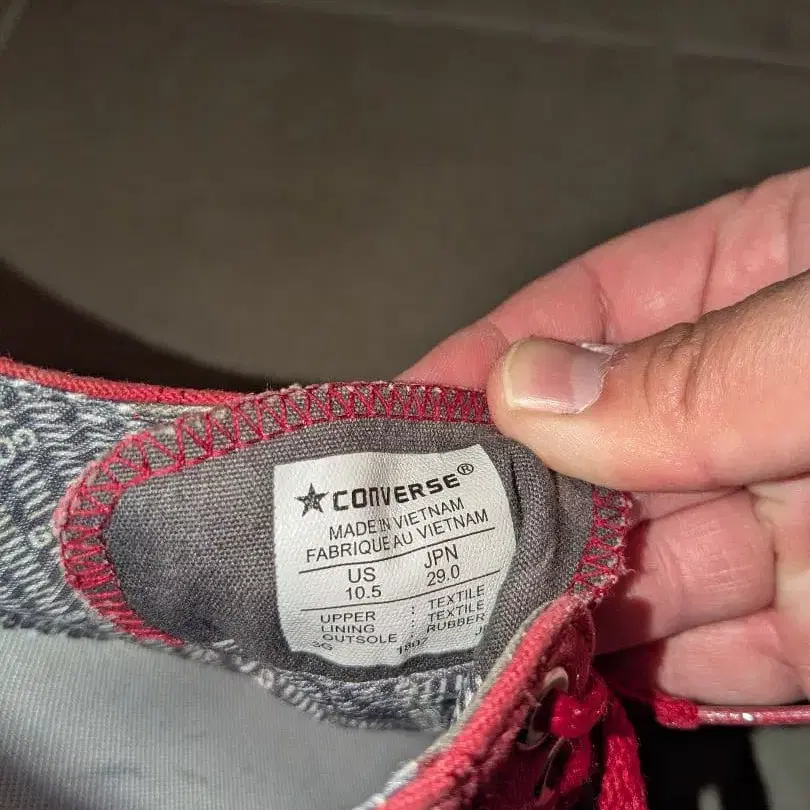 ★ CONVERSE®
MADE IN VIETNAM
FABRIQUE AU VIETNAM
US JPN
10.5 29.0
UPPER : TEXTILE
LINING : TEXTILE
OUTSOLE : RUBBER